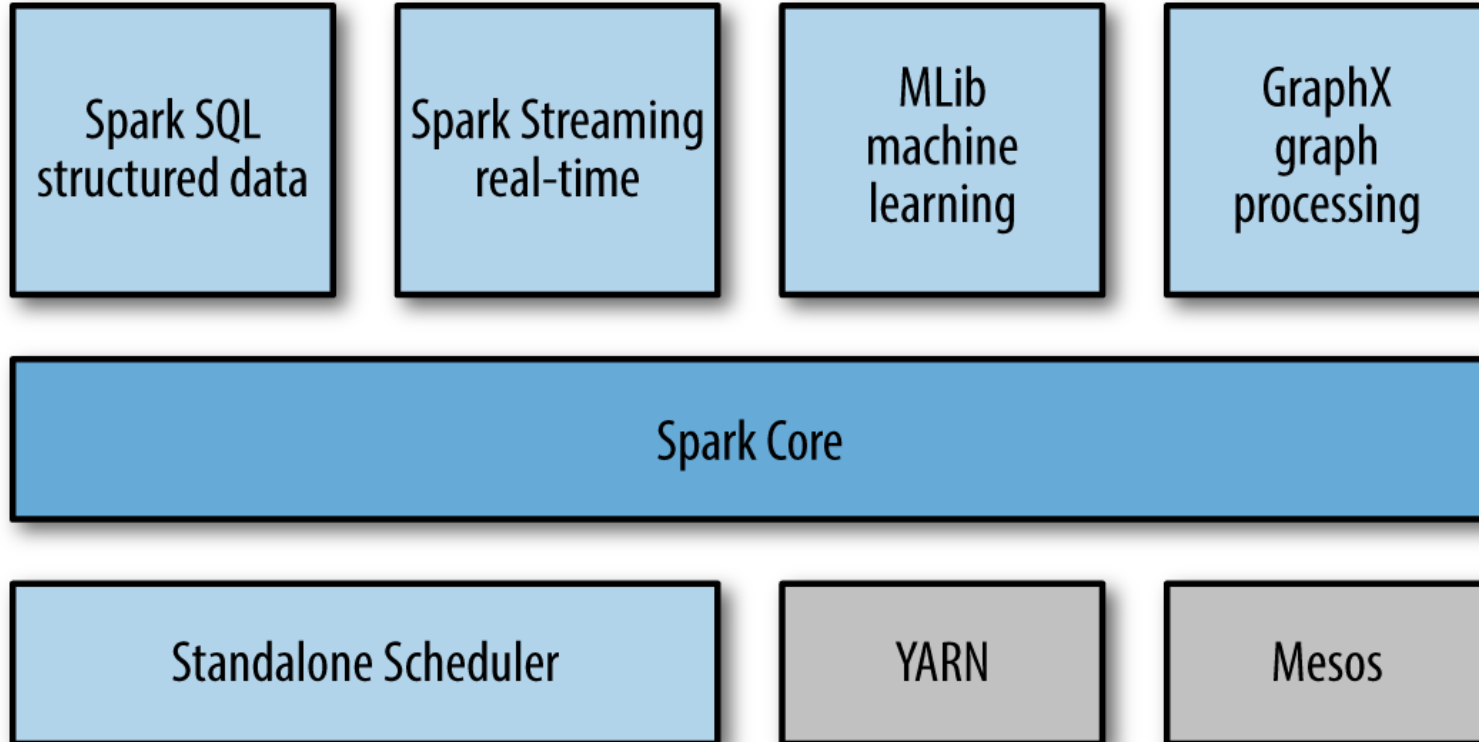 Spark SQL
structured data
Spark Streaming
real-time
MLib
machine
learning
GraphX
graph
processing
Spark Core
Standalone Scheduler
YARN
Mesos